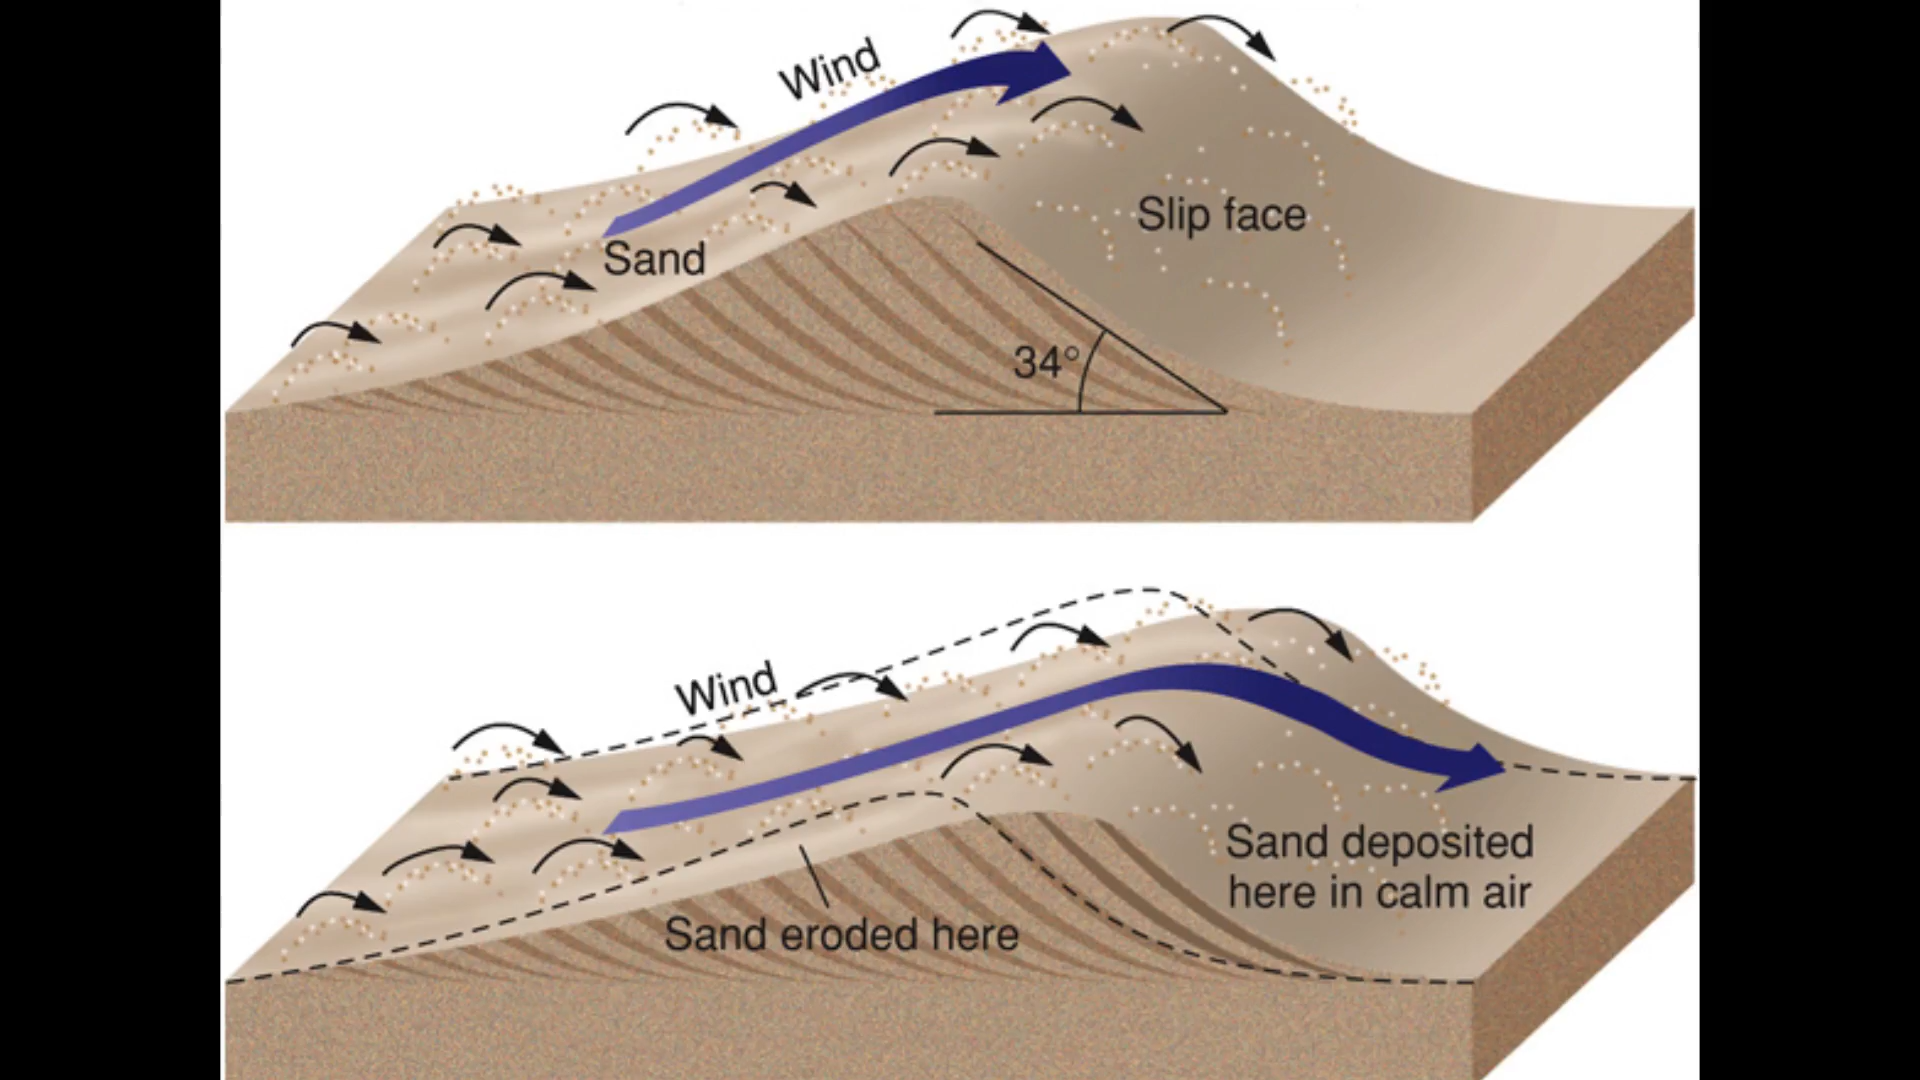 Wind
Sand
Slip face
34°
Wind
Sand deposited
here in calm air
Sand eroded here